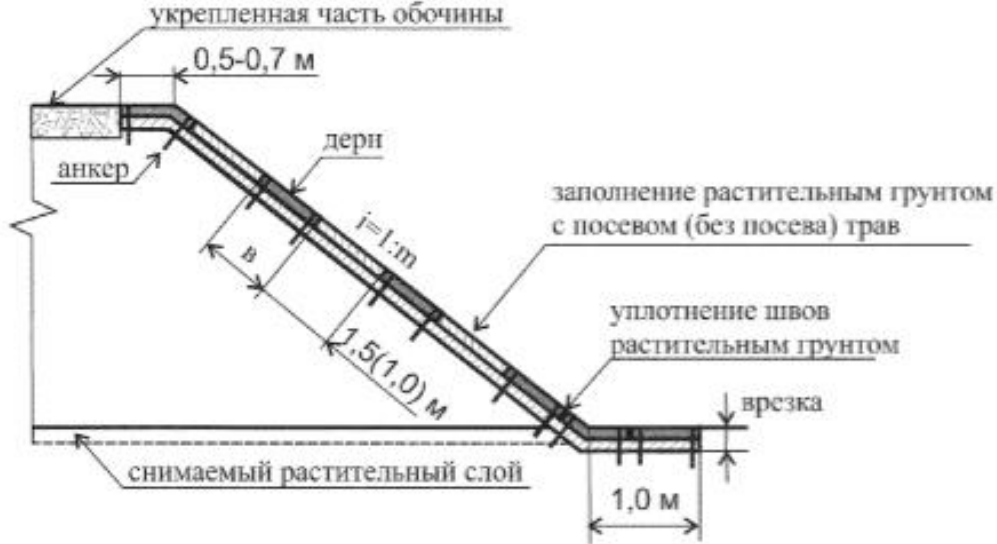 укрепленная часть обочины
0,5-0,7 м
анкер
дерн
заполнение растительным грунтом
с посевом (без посева) трав
j=1:m
в
1,5(1,0) м
уплотнение швов
растительным грунтом
врезка
снимаемый растительный слой
1,0 м